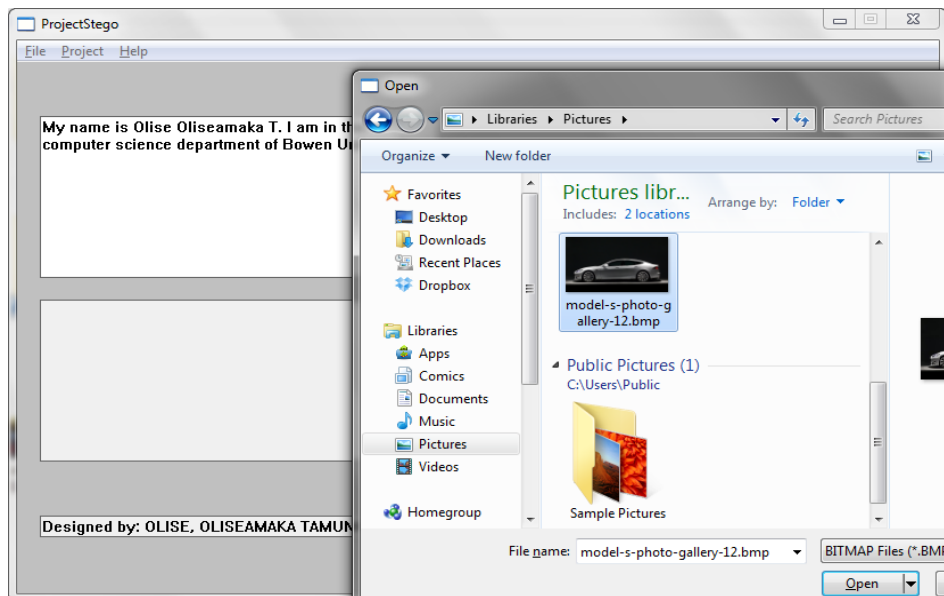 ProjectStego
File Project Help
My name is Olise Oliseamaka T. I am in
computer science department of Bowen
Designed by: OLISE, OLISEAMAKA
Open
Libraries Pictures
Search Pictures
Organize New folder
Favorites
Desktop
Downloads
Recent Places
Dropbox
Libraries
Apps
Comics
Documents
Music
Pictures
Videos
Homegroup
Pictures libr...
Includes: 2 locations
Arrange by: Folder
model-s-photo-g
allery-12.bmp
Public Pictures (1)
C:\Users\Public
Sample Pictures
File name: model-s-photo-gallery-12.bmp
BITMAP Files (*.BMP
Open